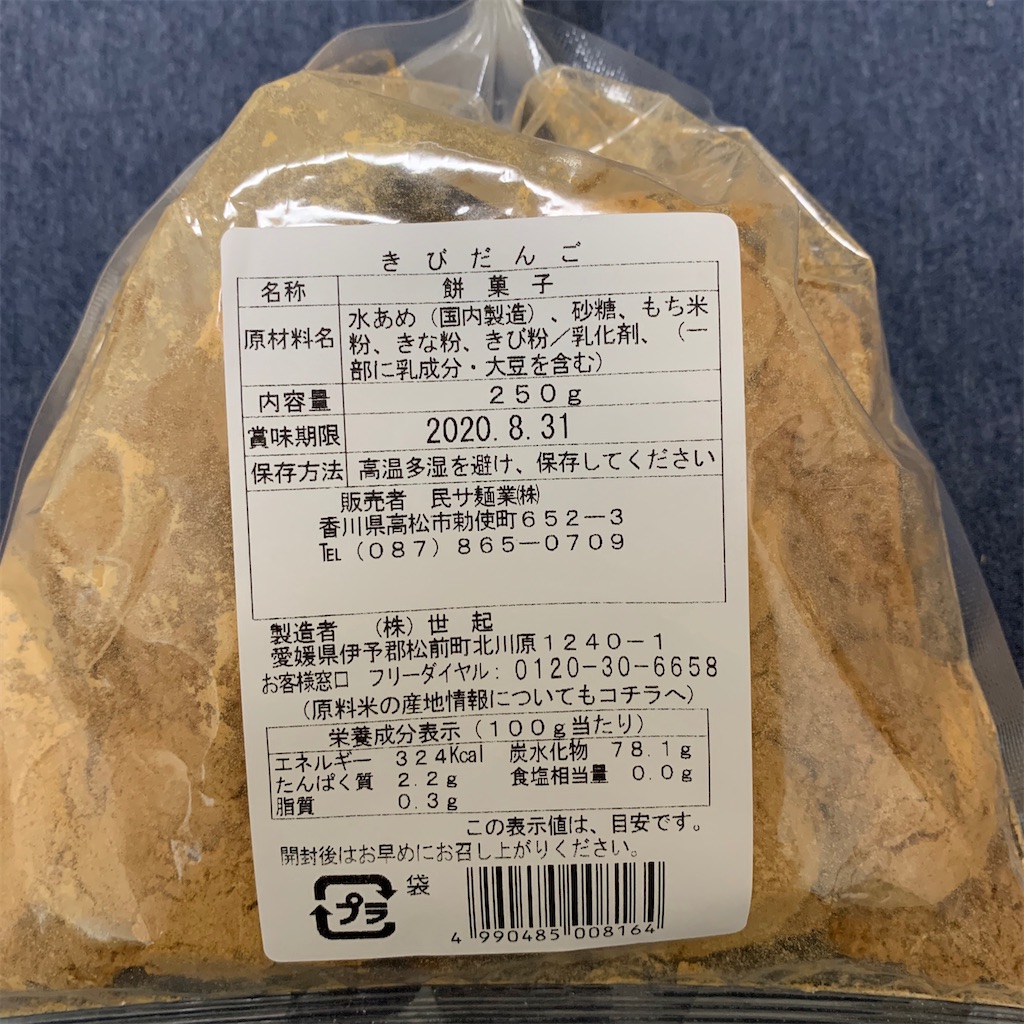 きびだんご
名称 餅菓子
原材料名 水あめ（国内製造）、砂糖、もち米
粉、きな粉、きび粉／乳化剤、（一
部に乳成分・大豆を含む）
内容量 250g
賞味期限 2020.8.31
保存方法 高温多湿を避け、保存してください
販売者 民サ麺業㈱
香川県高松市勅使町652－3
℡（087）865－0709
製造者 （株）世起
愛媛県伊予郡松前町北川原1240－1
お客様窓口 フリーダイヤル：0120-30-6658
（原料米の産地情報についてもコチラへ）
栄養成分表示（100g当たり）
エネルギー 324Kcal 炭水化物 78.1g
たんぱく質 2.2g 食塩相当量 0.0g
脂質 0.3g
この表示値は、目安です。
開封後はお早めにお召し上がりください。
プラ 袋
4 990485 008164